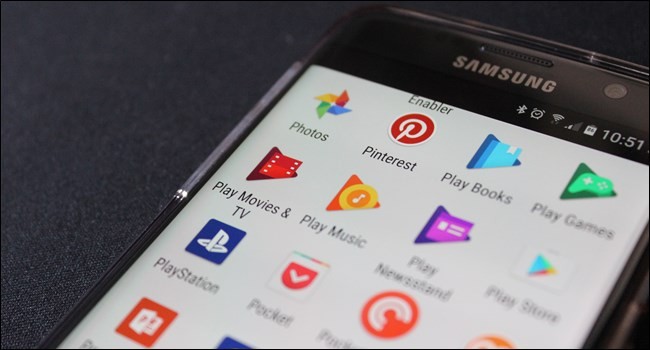 SAMSUNG
10:51
Enabler
Photos
Pinterest
Play Books
Play Games
Play Movies &
TV
Play Music
Play
Newsstand
Play Store
PlayStation
Pocket